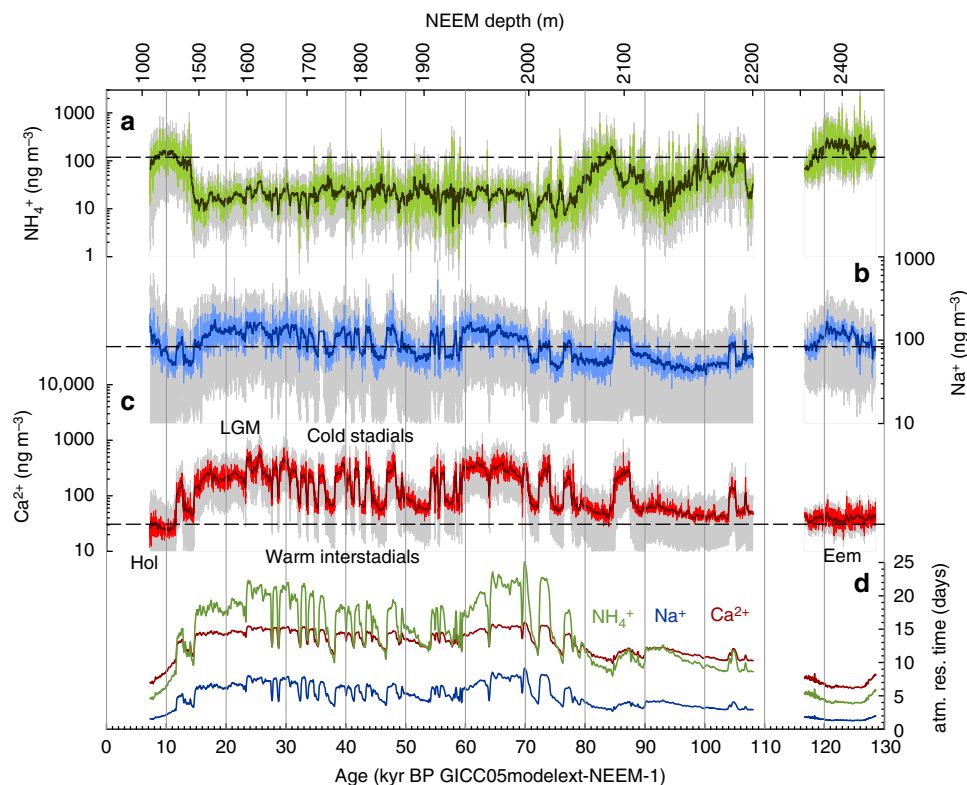 NEEM depth (m)
1000 1500 1600 1700 1800 1900 2000 2100 2200 2400
a
NH₄⁺ (ng m⁻³)
1000
100
10
1
b
Na⁺ (ng m⁻³)
1000
100
10
c
Ca²⁺ (ng m⁻³)
10,000
1000
100
10
LGM
Cold stadials
Hol
Warm interstadials
Eem
d
NH₄⁺ Na⁺ Ca²⁺
atm. res. time (days)
25
20
15
10
5
0
0 10 20 30 40 50 60 70 80 90 100 110 120 130
Age (kyr BP GICC05modelext-NEEM-1)